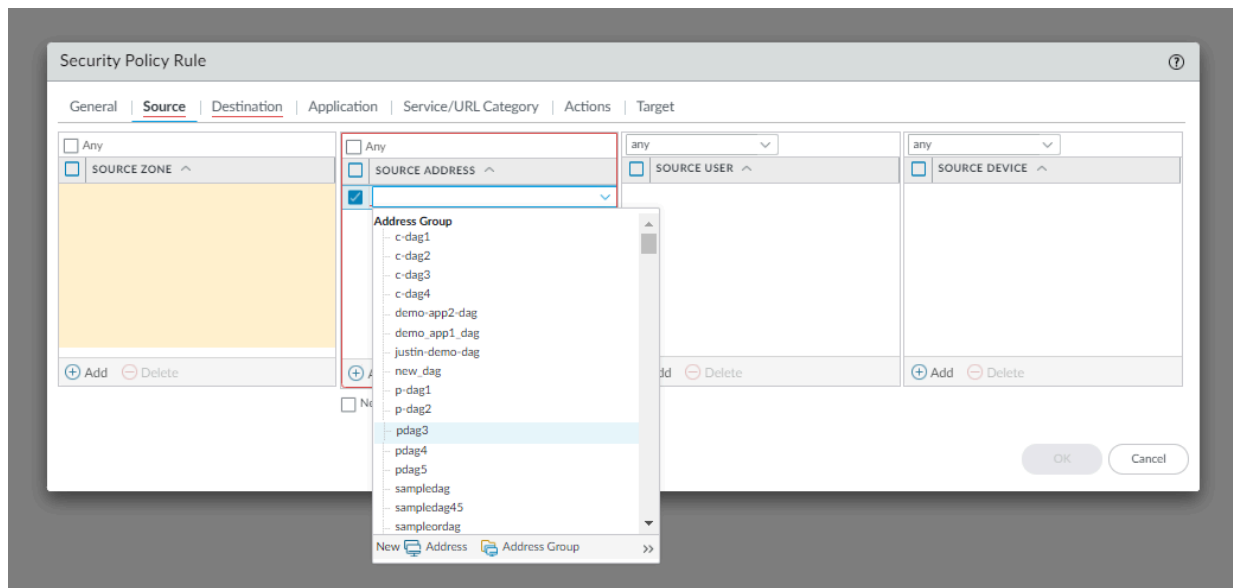 Security Policy Rule
General | Source | Destination | Application | Service/URL Category | Actions | Target
Any
SOURCE ZONE
Add Delete
Any
SOURCE ADDRESS
Address Group
c-dag1
c-dag2
c-dag3
c-dag4
demo-app2-dag
demo_app1_dag
justin-demo-dag
new_dag
p-dag1
p-dag2
pdag3
pdag4
pdag5
sampledag
sampledag45
sampleordag
New Address Address Group
any
SOURCE USER
Delete
any
SOURCE DEVICE
Add Delete
OK Cancel